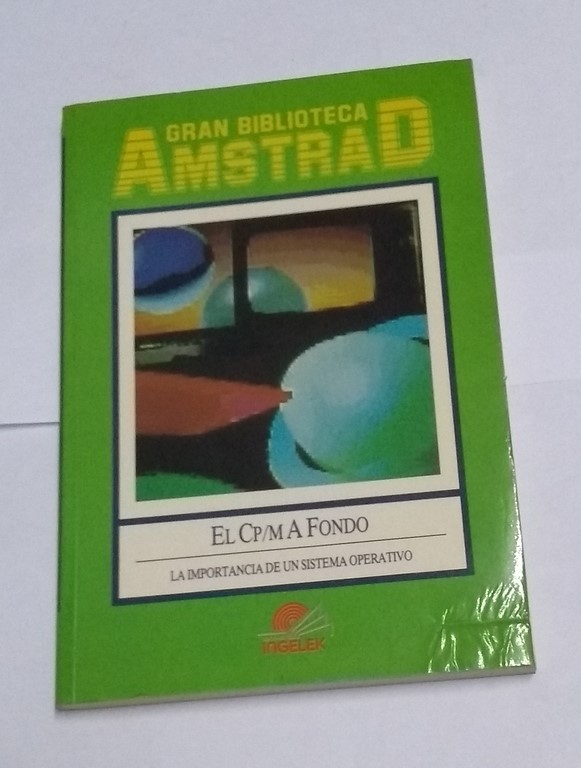 GRAN BIBLIOTECA
AMSTRAD
EL CP/M A FONDO
LA IMPORTANCIA DE UN SISTEMA OPERATIVO
INGELEK